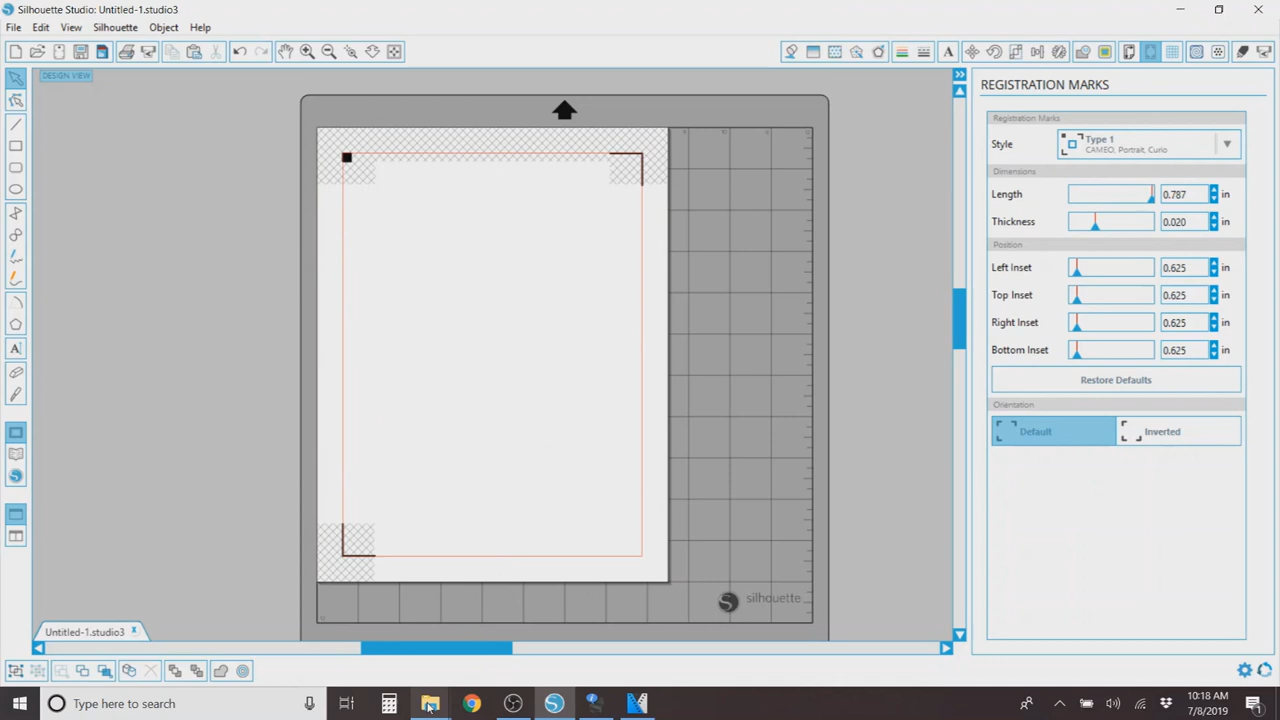 Silhouette Studio: Untitled-1.studio3
File Edit View Silhouette Object Help
DESIGN VIEW
REGISTRATION MARKS
Registration Marks
Style Type 1
CAMEO, Portrait, Curio
Dimensions
Length 0.787 in
Thickness 0.020 in
Position
Left Inset 0.625 in
Top Inset 0.625 in
Right Inset 0.625 in
Bottom Inset 0.625 in
Restore Defaults
Orientation
Default Inverted
silhouette
Untitled-1.studio3 x
Type here to search
10:18 AM
7/8/2019